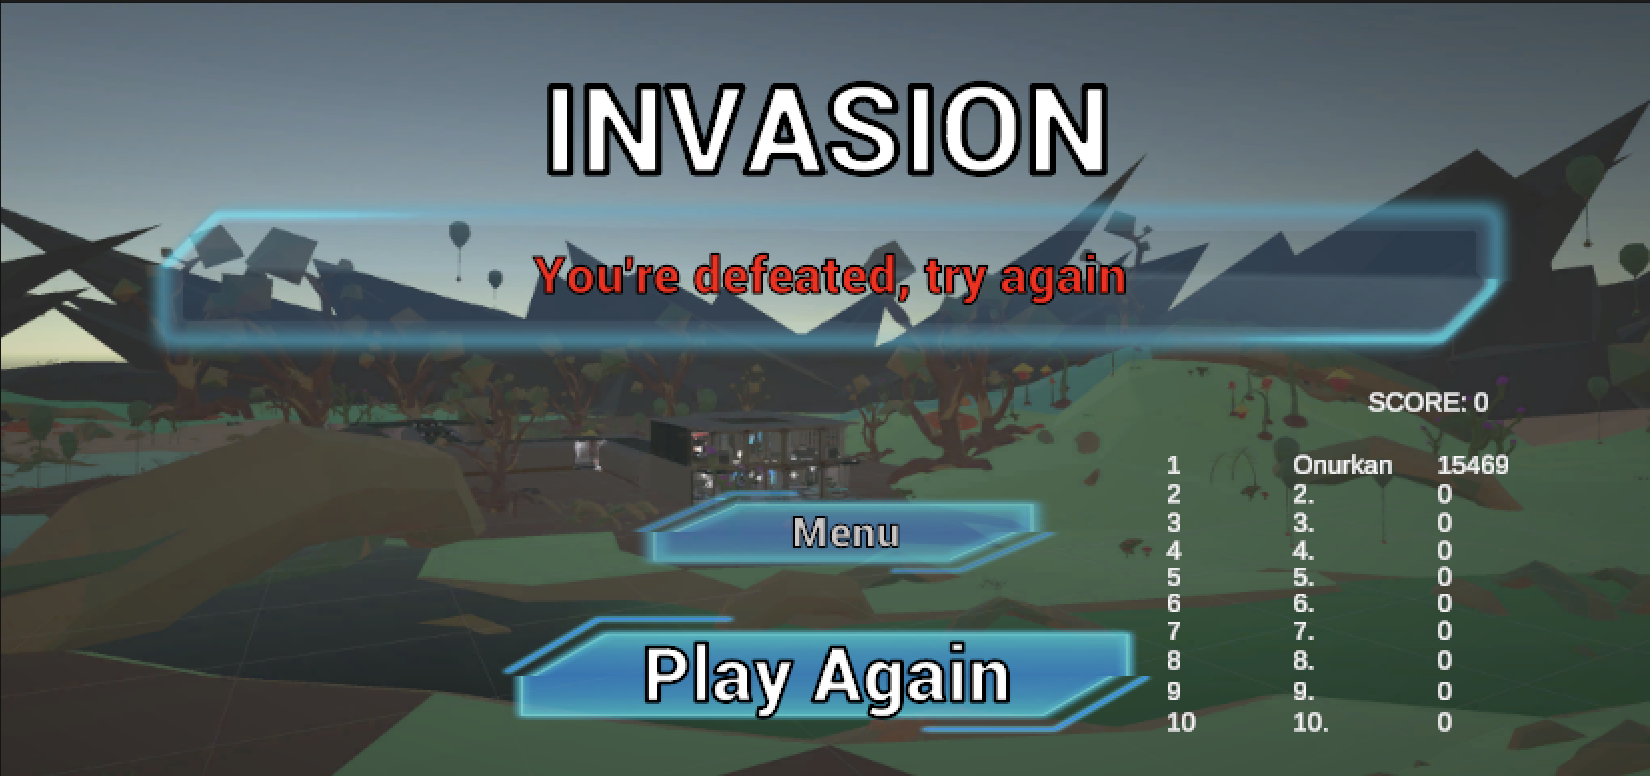 INVASION
You're defeated, try again
SCORE: 0
1 Onurkan 15469
2 2. 0
3 3. 0
4 4. 0
5 5. 0
6 6. 0
7 7. 0
8 8. 0
9 9. 0
10 10. 0
Menu
Play Again